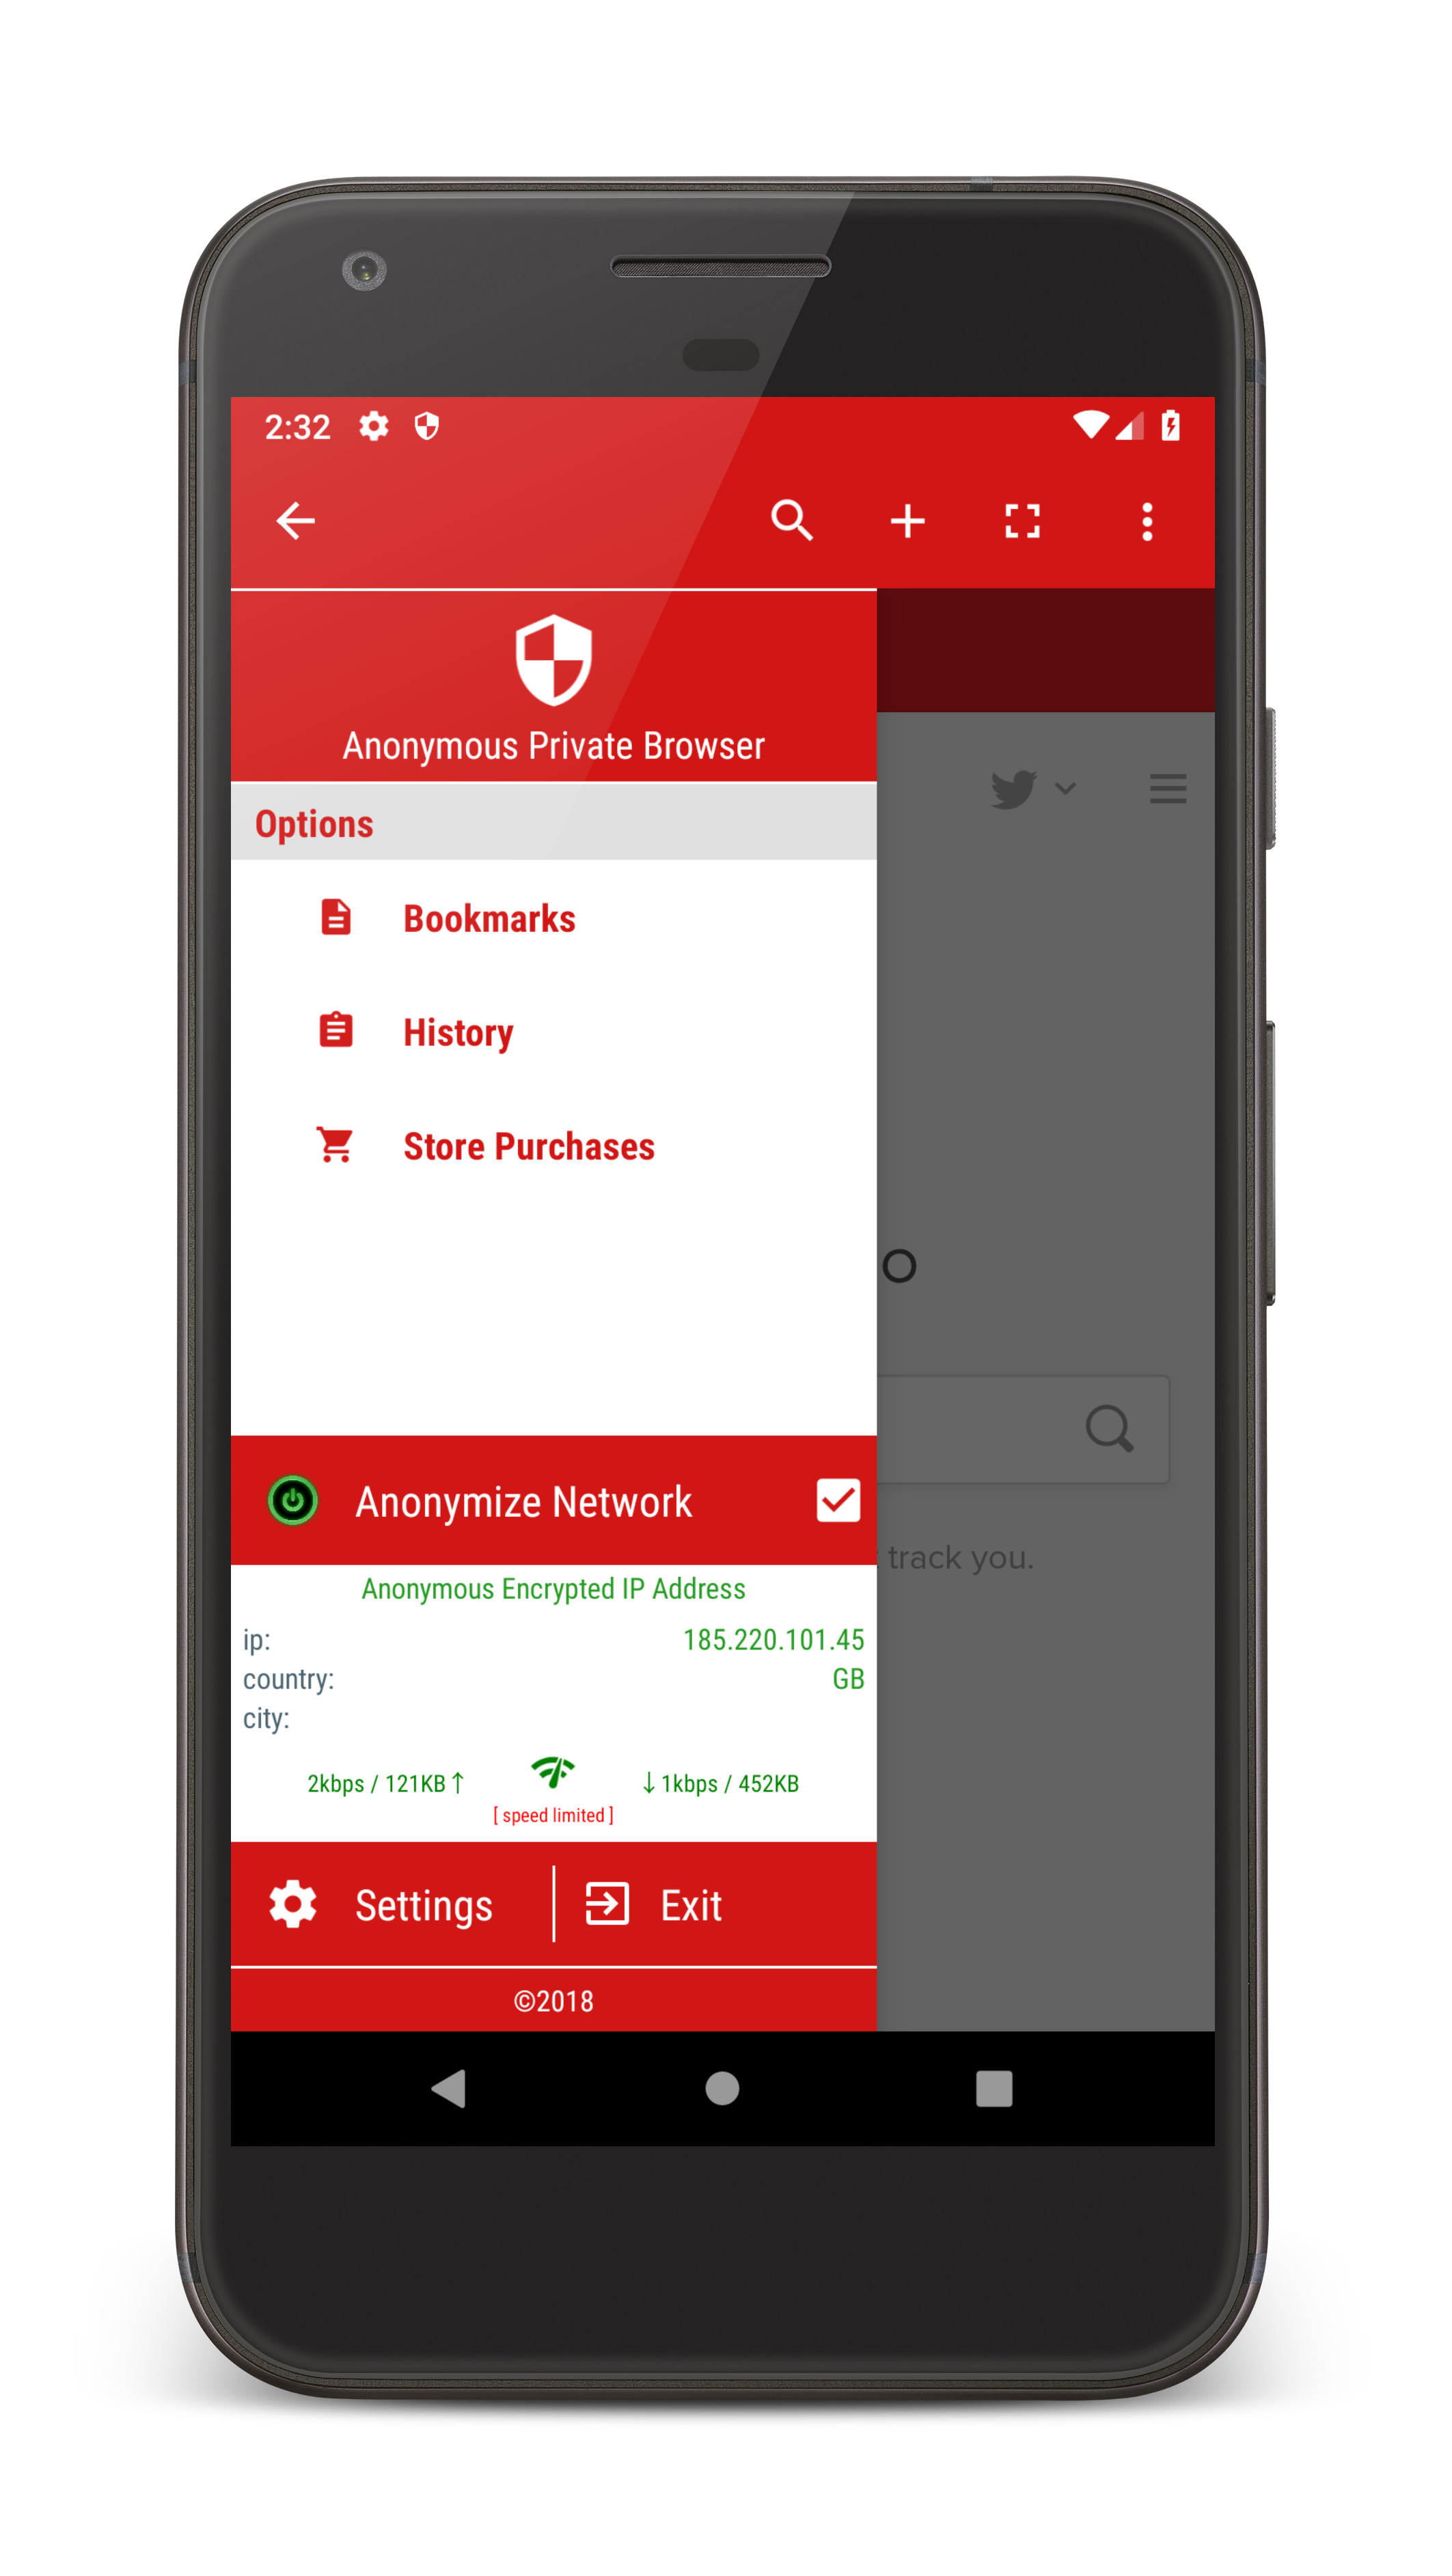 2:32
Anonymous Private Browser
Options
Bookmarks
History
Store Purchases
o
Anonymize Network
track you.
Anonymous Encrypted IP Address
ip: 185.220.101.45
country: GB
city:
2kbps / 121KB ↑ ↓ 1kbps / 452KB
[ speed limited ]
Settings Exit
©2018